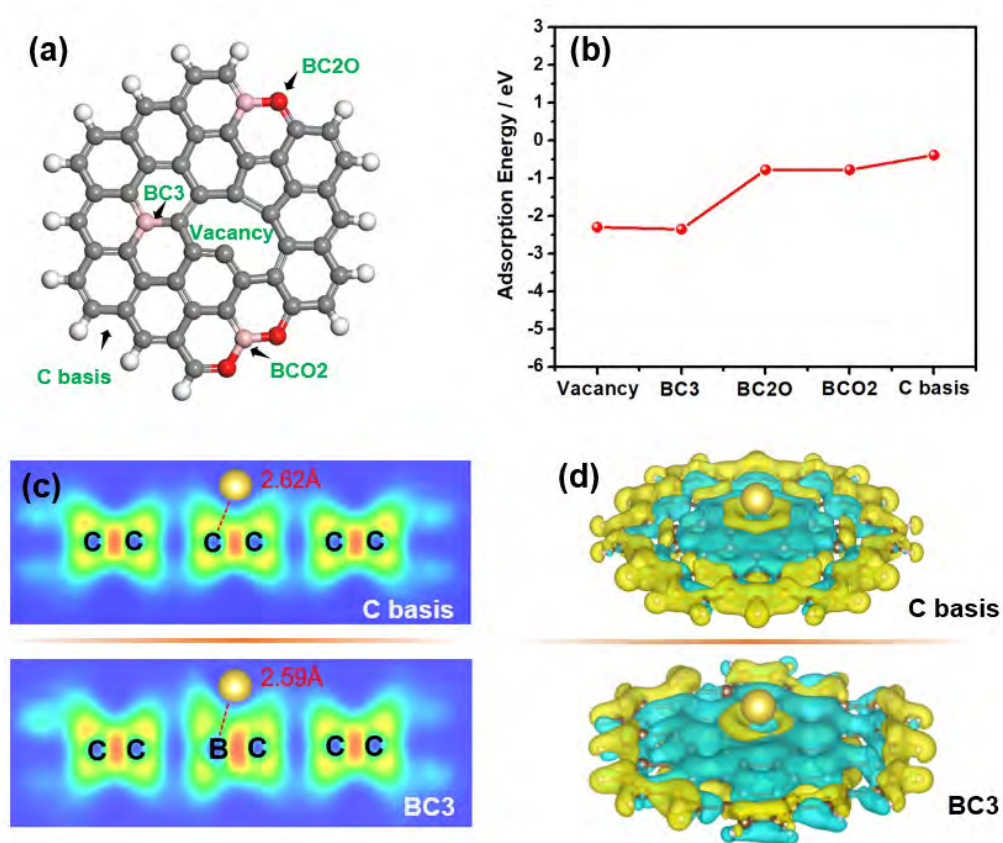 (a)
BC2O
BC3
Vacancy
C basis
BCO2
(b)
Adsorption Energy / eV
3
2
1
0
-1
-2
-3
-4
-5
-6
Vacancy BC3 BC2O BCO2 C basis
(c)
2.62Å
C C C C C C
C basis
2.59Å
C C B C C C
BC3
(d)
C basis
BC3